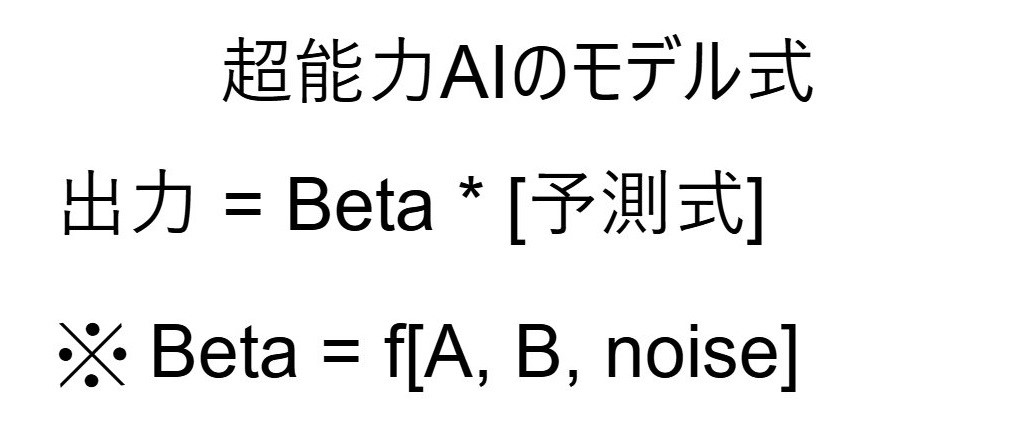 超能力AIのモデル式
出力 = Beta * [予測式]
※ Beta = f[A, B, noise]